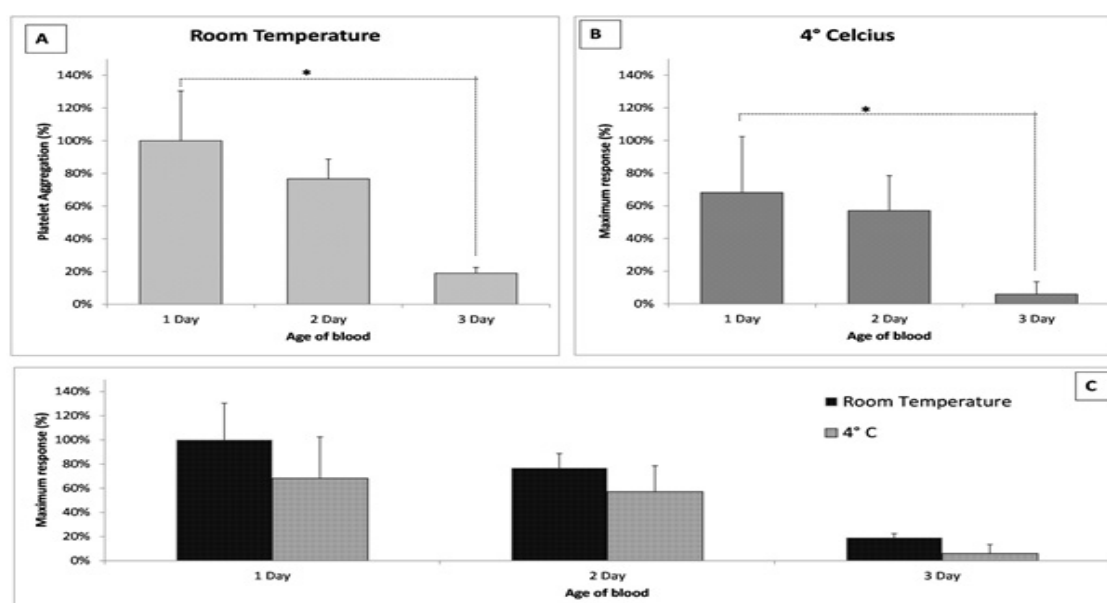 A
Room Temperature
*
140%
120%
100%
80%
60%
40%
20%
0%
Platelet Aggregation (%)
1 Day 2 Day 3 Day
Age of blood
B
4° Celcius
*
140%
120%
100%
80%
60%
40%
20%
0%
Maximum response (%)
1 Day 2 Day 3 Day
Age of blood
C
140%
120%
100%
80%
60%
40%
20%
0%
Maximum response (%)
Room Temperature
4° C
1 Day 2 Day 3 Day
Age of blood